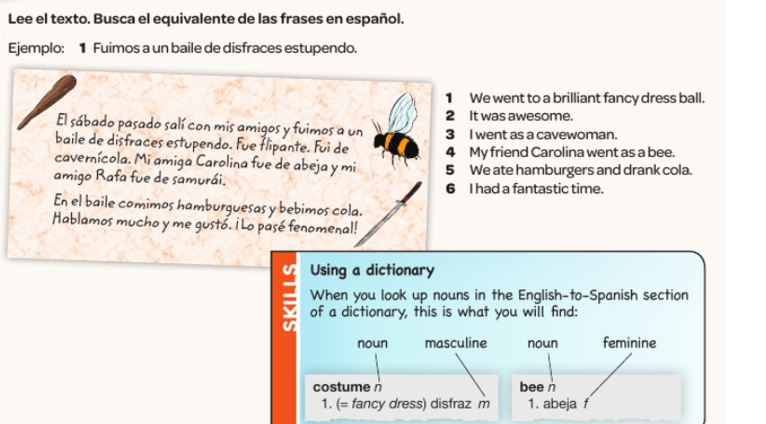 Lee el texto. Busca el equivalente de las frases en español.
Ejemplo: 1 Fuimos a un baile de disfraces estupendo.
El sábado pasado salí con mis amigos y fuimos a un
baile de disfraces estupendo. Fue flipante. Fui de
cavernícola. Mi amiga Carolina fue de abeja y mi
amigo Rafa fue de samurái.
En el baile comimos hamburguesas y bebimos cola.
Hablamos mucho y me gustó. ¡Lo pasé fenomenal!
1 We went to a brilliant fancy dress ball.
2 It was awesome.
3 I went as a cavewoman.
4 My friend Carolina went as a bee.
5 We ate hamburgers and drank cola.
6 I had a fantastic time.
SKILLS
Using a dictionary
When you look up nouns in the English-to-Spanish section
of a dictionary, this is what you will find:
noun masculine noun feminine
costume n
1. (= fancy dress) disfraz m
bee n
1. abeja f